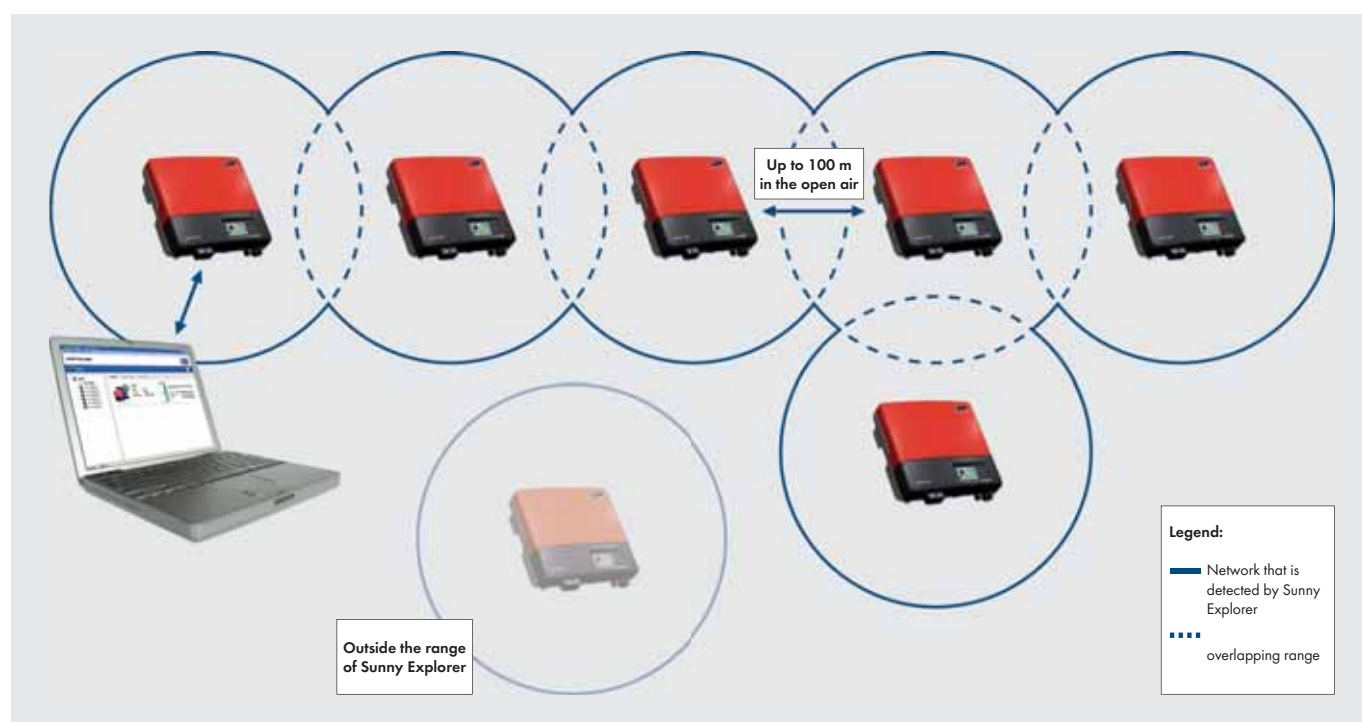 Up to 100 m
in the open air
Outside the range
of Sunny Explorer
Legend:
Network that is
detected by Sunny
Explorer
overlapping range